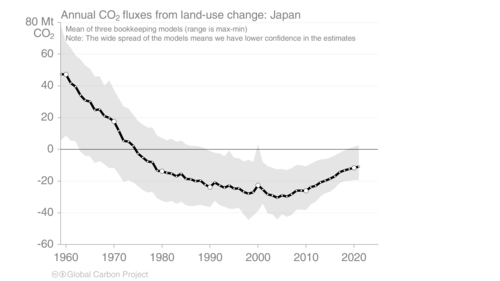 Annual CO₂ fluxes from land-use change: Japan
80 Mt
CO₂
Mean of three bookkeeping models (range is max-min)
Note: The wide spread of the models means we have lower confidence in the estimates
60
40
20
0
-20
-40
-60
1960
1970
1980
1990
2000
2010
2020
Global Carbon Project